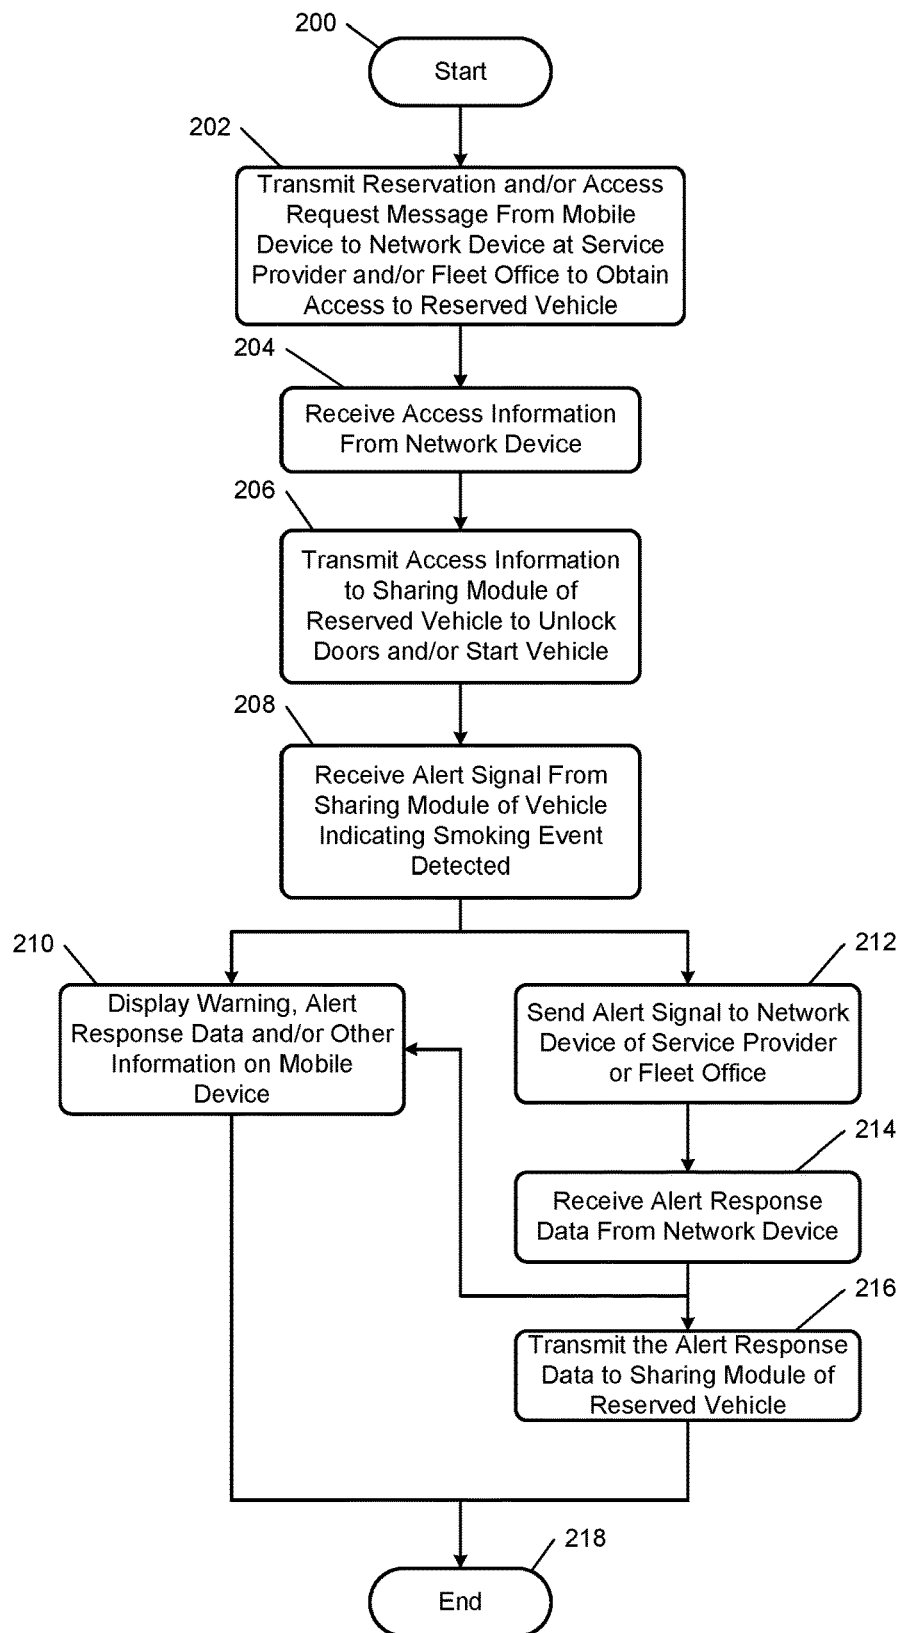 200
Start
202
Transmit Reservation and/or Access
Request Message From Mobile
Device to Network Device at Service
Provider and/or Fleet Office to Obtain
Access to Reserved Vehicle
204
Receive Access Information
From Network Device
206
Transmit Access Information
to Sharing Module of
Reserved Vehicle to Unlock
Doors and/or Start Vehicle
208
Receive Alert Signal From
Sharing Module of Vehicle
Indicating Smoking Event
Detected
210
Display Warning, Alert
Response Data and/or Other
Information on Mobile
Device
212
Send Alert Signal to Network
Device of Service Provider
or Fleet Office
214
Receive Alert Response
Data From Network Device
216
Transmit the Alert Response
Data to Sharing Module of
Reserved Vehicle
218
End